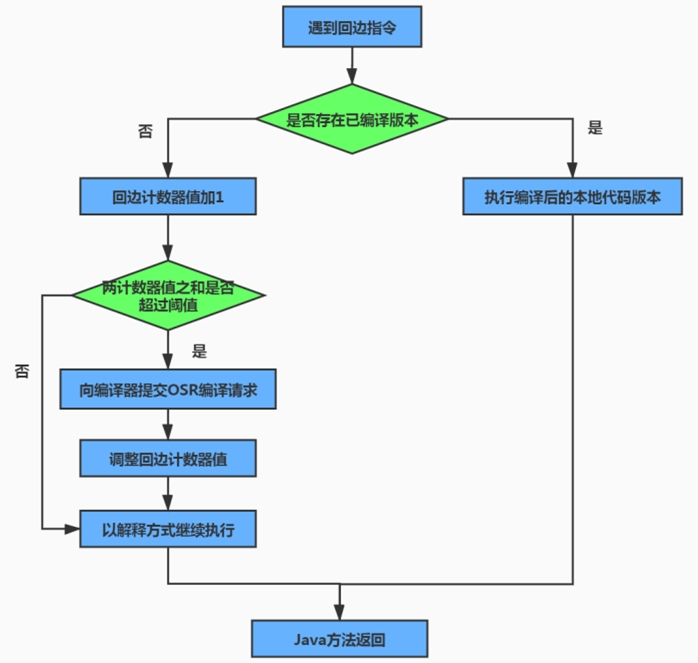 遇到回边指令
是否存在已编译版本
否
是
回边计数器值加1
执行编译后的本地代码版本
两计数器值之和是否
超过阈值
是
否
向编译器提交OSR编译请求
调整回边计数器值
以解释方式继续执行
Java方法返回